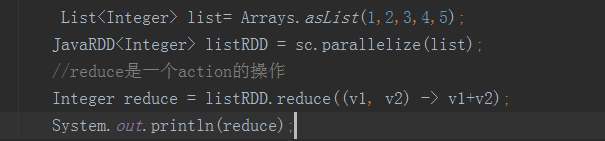 List<Integer> list= Arrays.asList(1,2,3,4,5);
JavaRDD<Integer> listRDD = sc.parallelize(list);
//reduce是一个action的操作
Integer reduce = listRDD.reduce((v1, v2) -> v1+v2);
System.out.println(reduce);